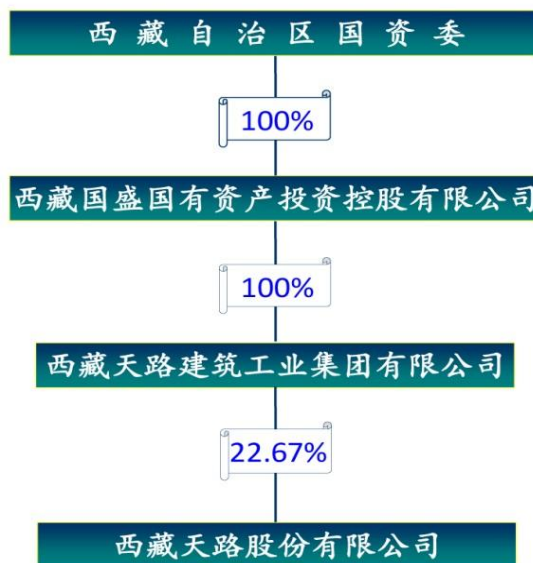 西藏自治区国资委
100%
西藏国盛国有资产投资控股有限公司
100%
西藏天路建筑工业集团有限公司
22.67%
西藏天路股份有限公司